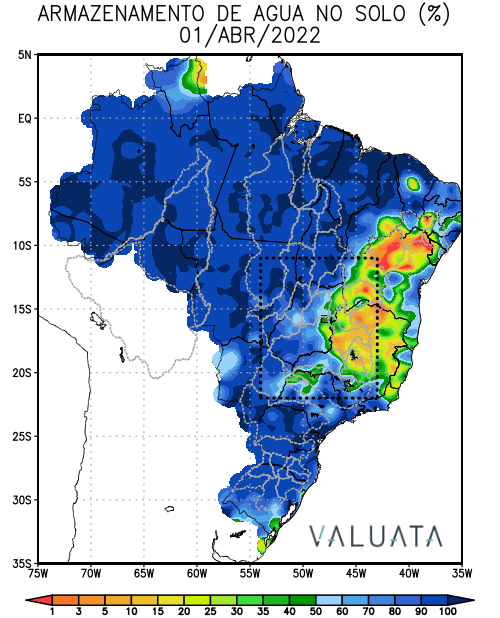 ARMAZENAMENTO DE AGUA NO SOLO (%)
01/ABR/2022
5N
EQ
5S
10S
15S
20S
25S
30S
35S
VALUATA
75W 70W 65W 60W 55W 50W 45W 40W 35W
1 3 5 10 15 20 25 30 35 40 50 60 70 80 90 100